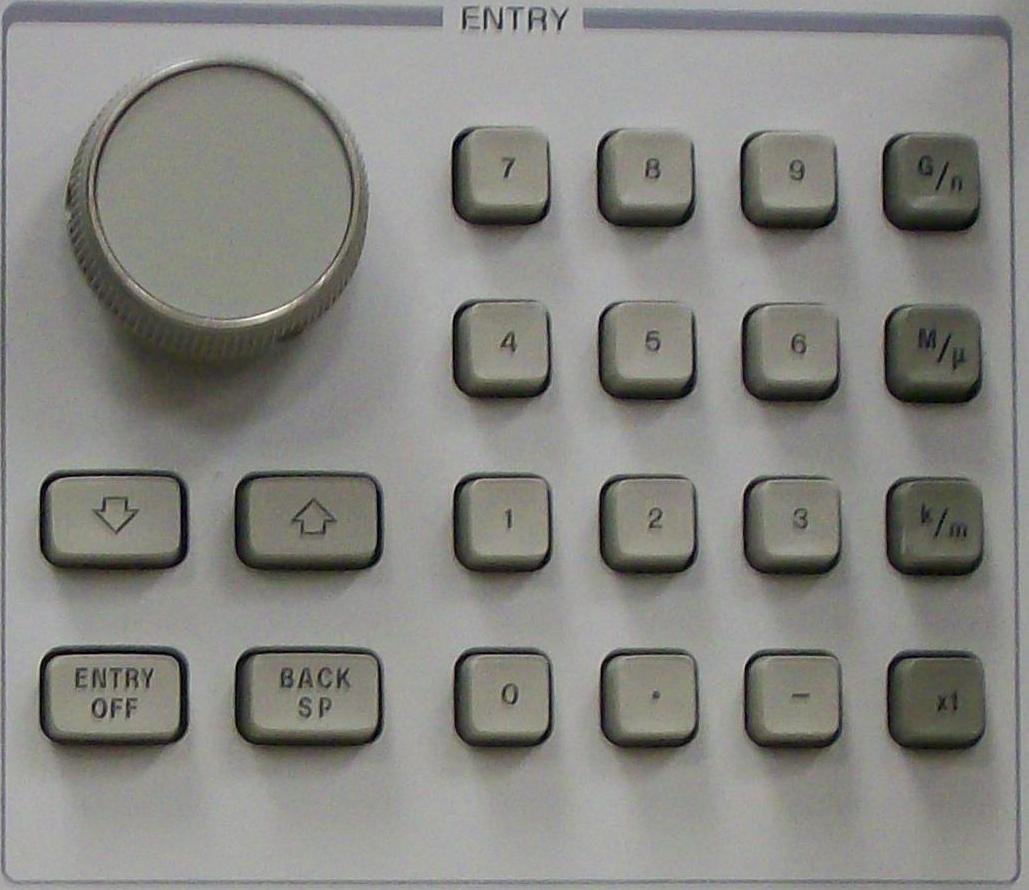 ENTRY
7 8 9 G/n
4 5 6 M/µ
1 2 3 k/m
ENTRY BACK
OFF SP
0 . - x1